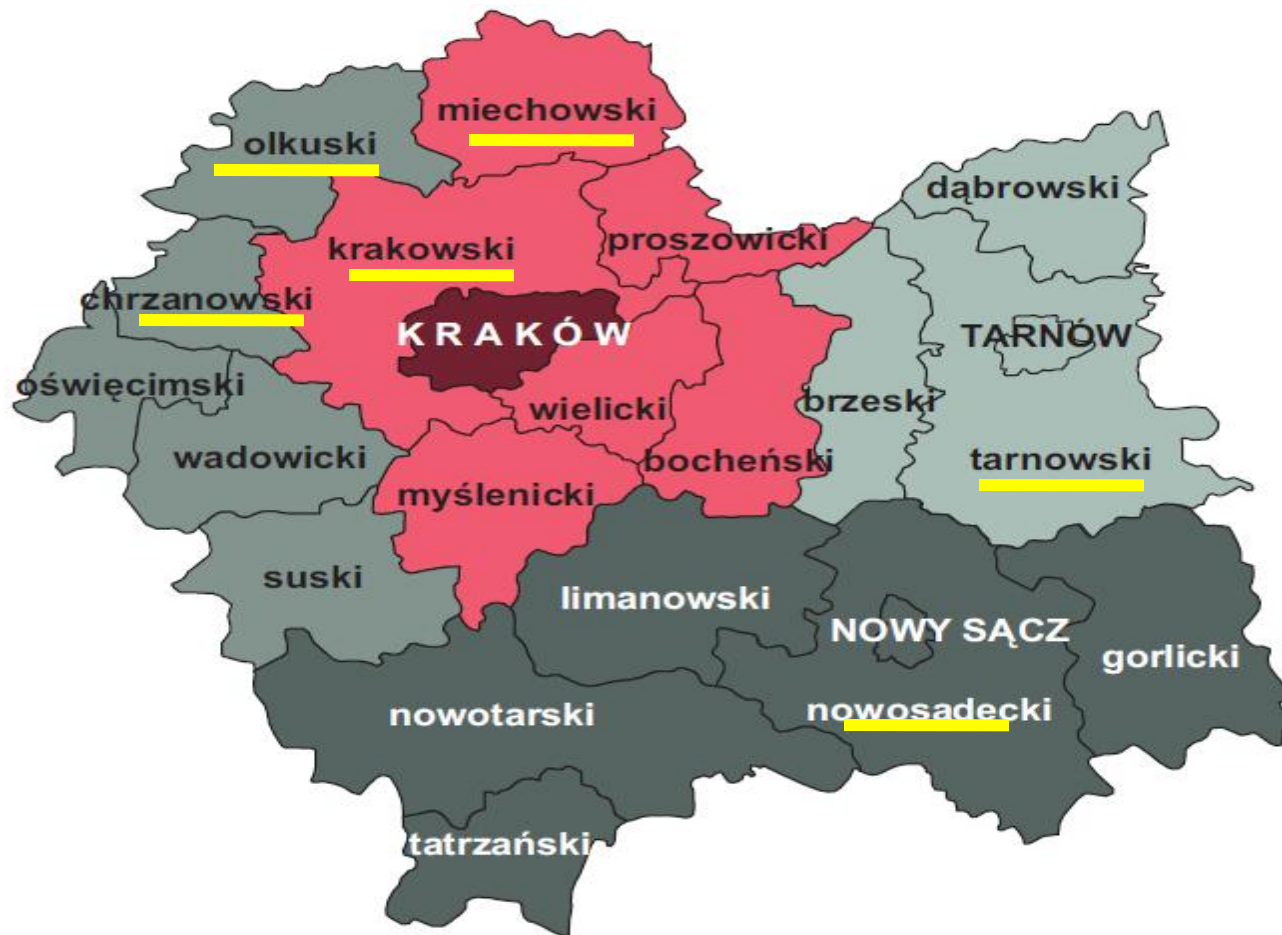 miechowski
olkuski
dąbrowski
krakowski
proszowicki
chrzanowski
KRAKÓW
TARNÓW
oświęcimski
wielicki
brzeski
wadowicki
bocheński
tarnowski
myślenicki
suski
limanowski
NOWY SĄCZ
gorlicki
nowotarski
nowosadecki
tatrzański